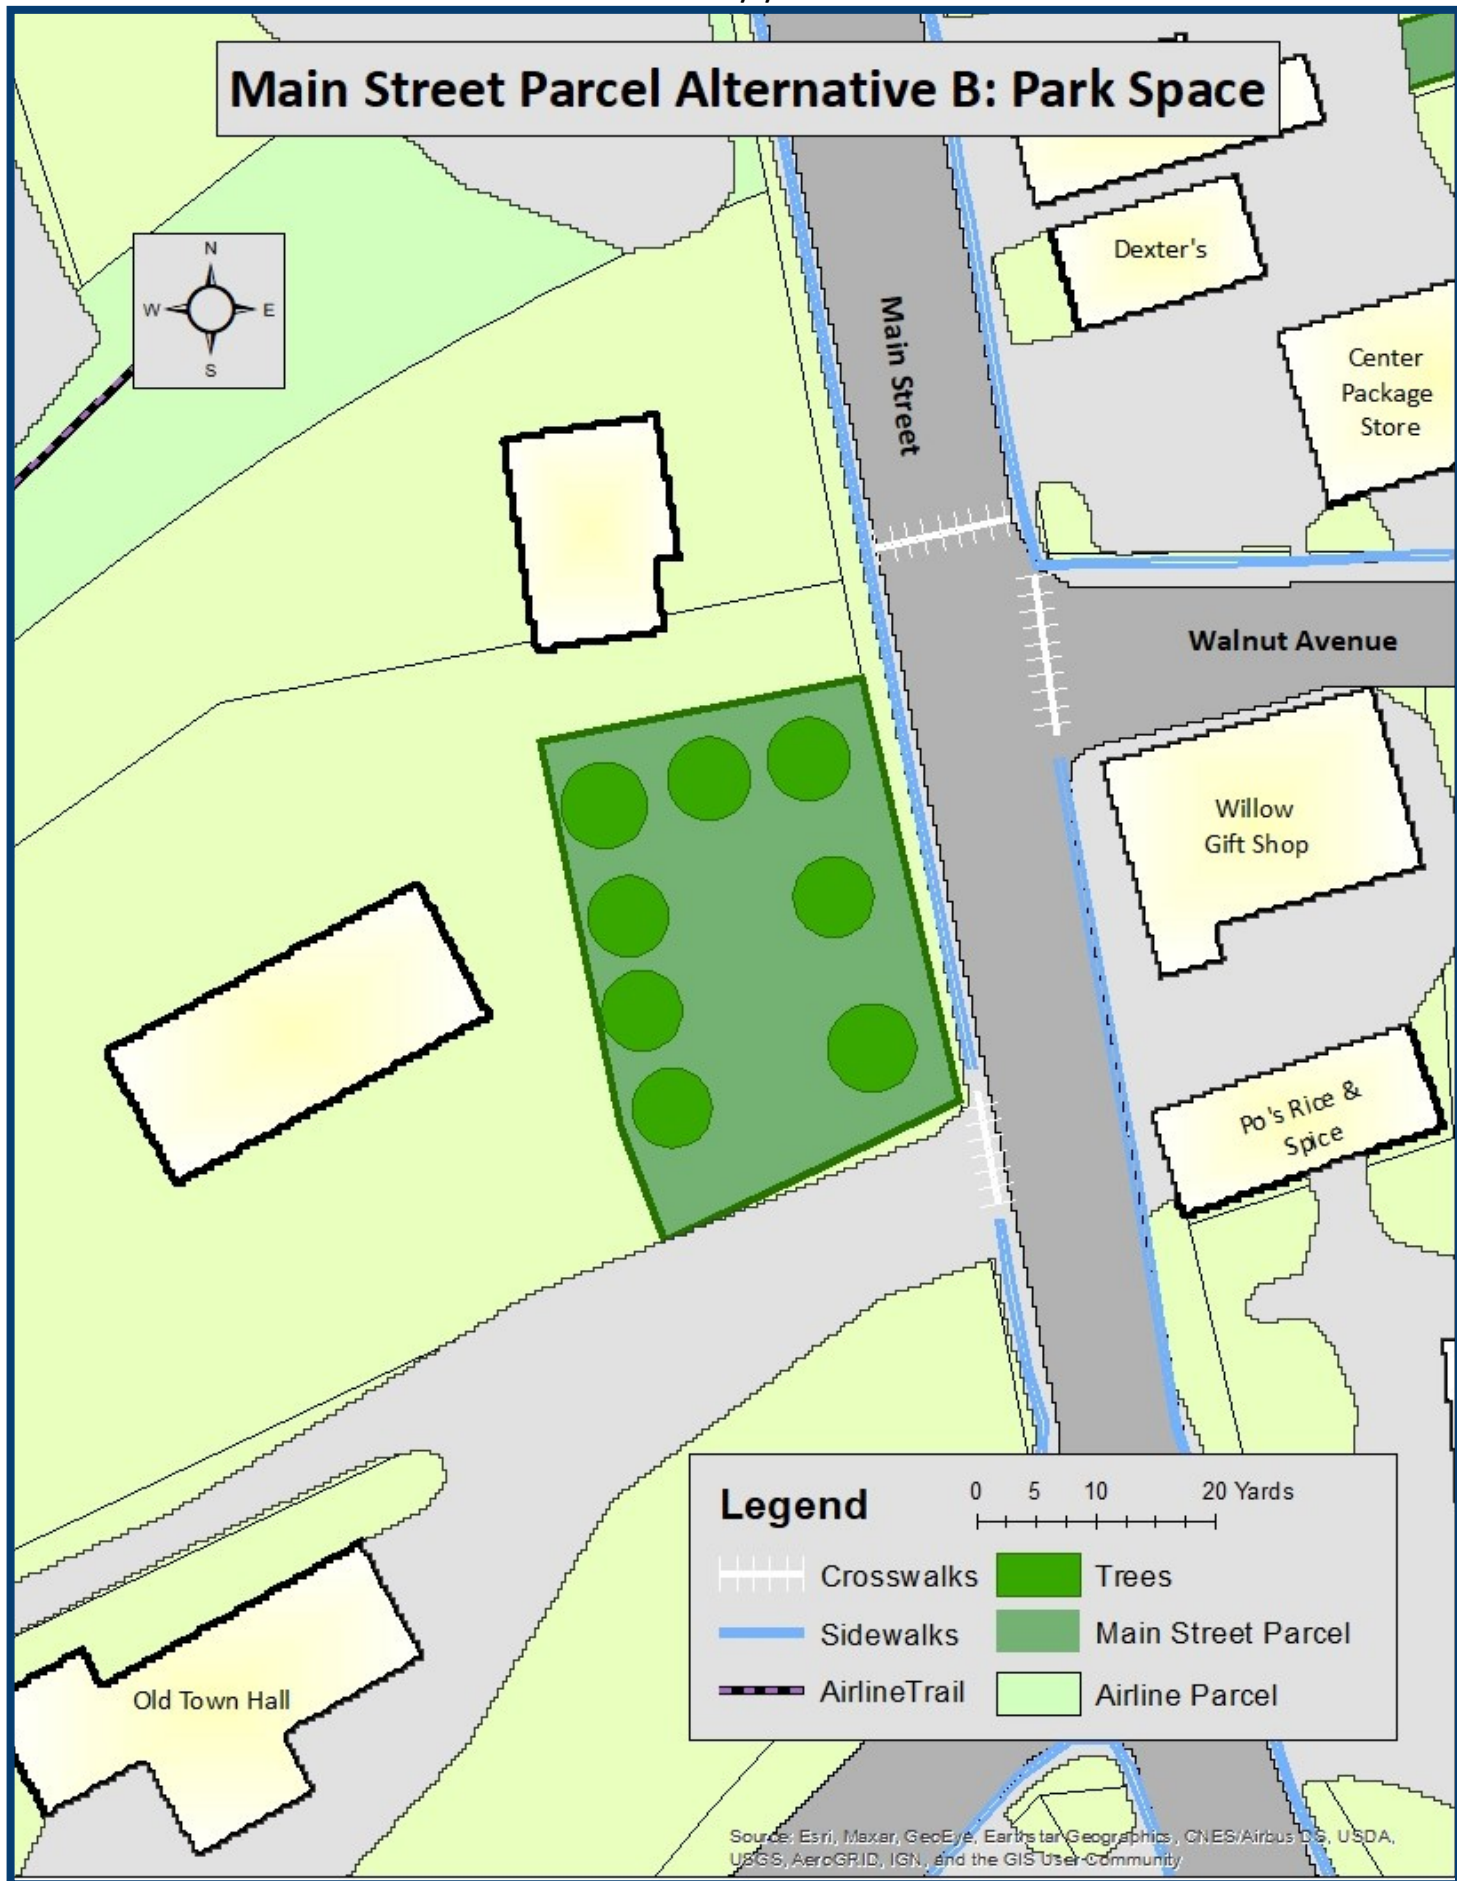 Main Street Parcel Alternative B: Park Space
N
W E
S
Dexter's
Main Street
Center
Package
Store
Walnut Avenue
Willow
Gift Shop
Po's Rice &
Spice
Old Town Hall
Legend
0 5 10 20 Yards
Crosswalks
Trees
Sidewalks
Main Street Parcel
AirlineTrail
Airline Parcel
Source: Esri, Maxar, GeoEye, Earthstar Geographics, CNES/Airbus DS, USDA,
USGS, AeroGRID, IGN, and the GIS User Community